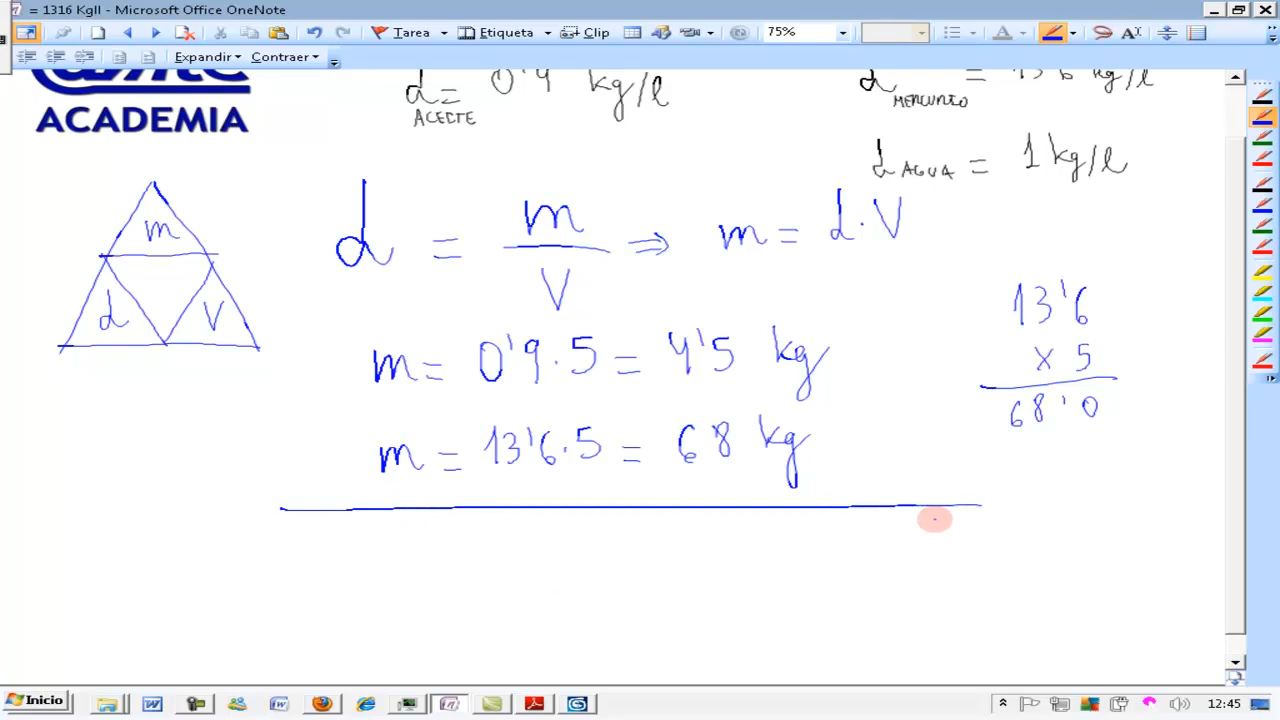 = 1316 KgII - Microsoft Office OneNote
Tarea Etiqueta Clip 75%
Expandir Contraer
ACADEMIA
d ACEITE = 0'9 kg/l
d MERCURIO = 13'6 kg/l
d AGUA = 1 kg/l
m
d V
d = m/V ⇒ m = d·V
m = 0'9·5 = 4'5 kg
m = 13'6·5 = 68 kg
13'6
x 5
68'0
Inicio 12:45